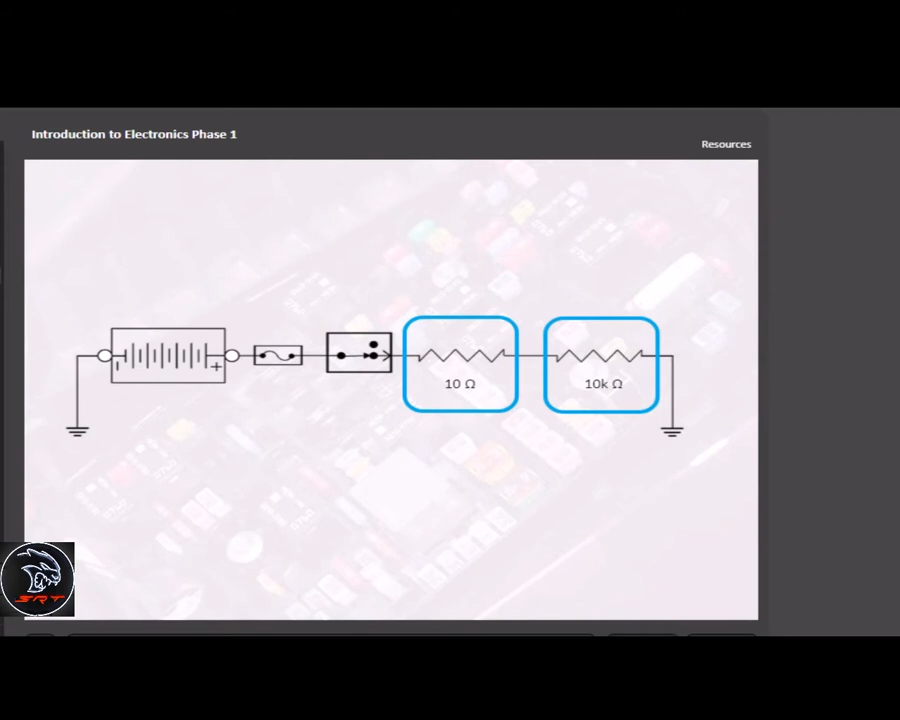 Introduction to Electronics Phase 1
Resources
10 Ω
10k Ω
SRT